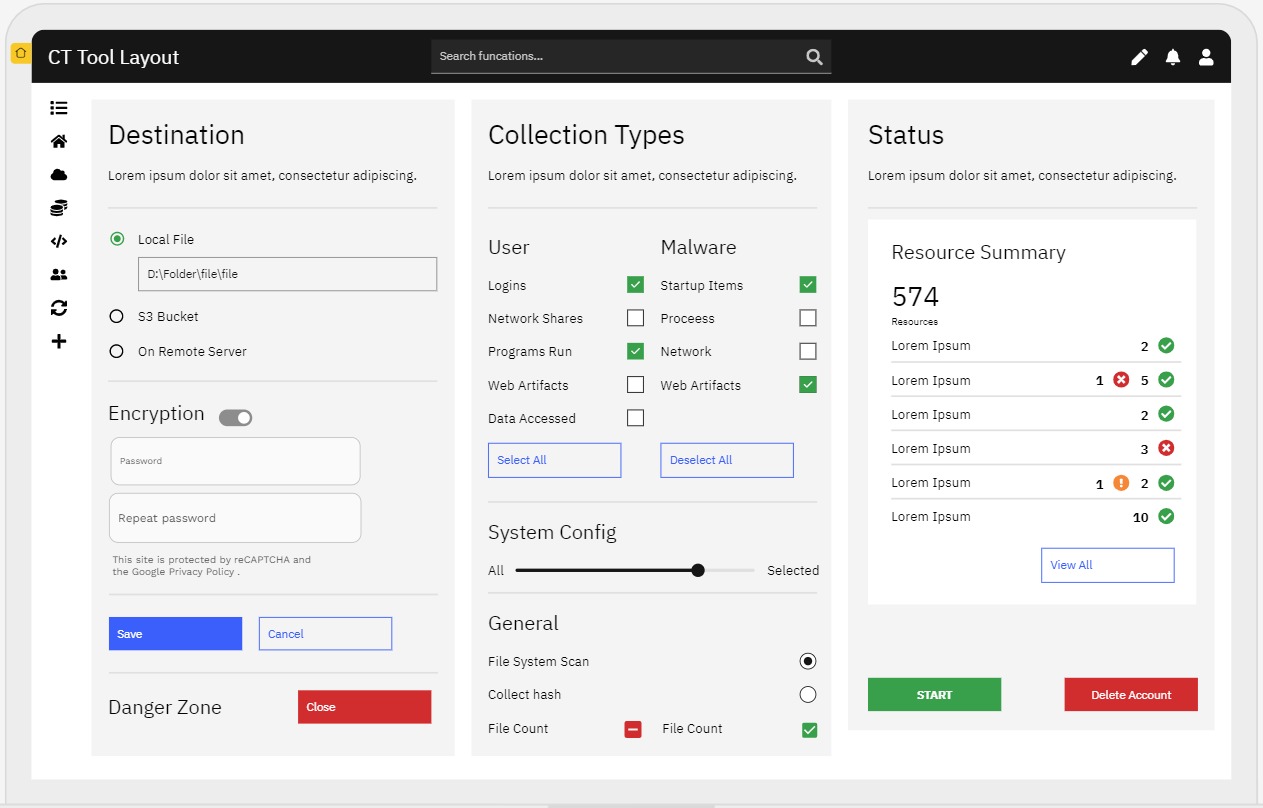 CT Tool Layout
Search funcations...
Destination
Lorem ipsum dolor sit amet, consectetur adipiscing.
Local File
D:\Folder\file\file
S3 Bucket
On Remote Server
Encryption
Password
Repeat password
This site is protected by reCAPTCHA and
the Google Privacy Policy .
Save
Cancel
Danger Zone
Close
Collection Types
Lorem ipsum dolor sit amet, consectetur adipiscing.
User
Logins
Network Shares
Programs Run
Web Artifacts
Data Accessed
Select All
Malware
Startup Items
Proceess
Network
Web Artifacts
Deselect All
System Config
All
Selected
General
File System Scan
Collect hash
File Count
File Count
Status
Lorem ipsum dolor sit amet, consectetur adipiscing.
Resource Summary
574
Resources
Lorem Ipsum 2
Lorem Ipsum 1 5
Lorem Ipsum 2
Lorem Ipsum 3
Lorem Ipsum 1 2
Lorem Ipsum 10
View All
START
Delete Account